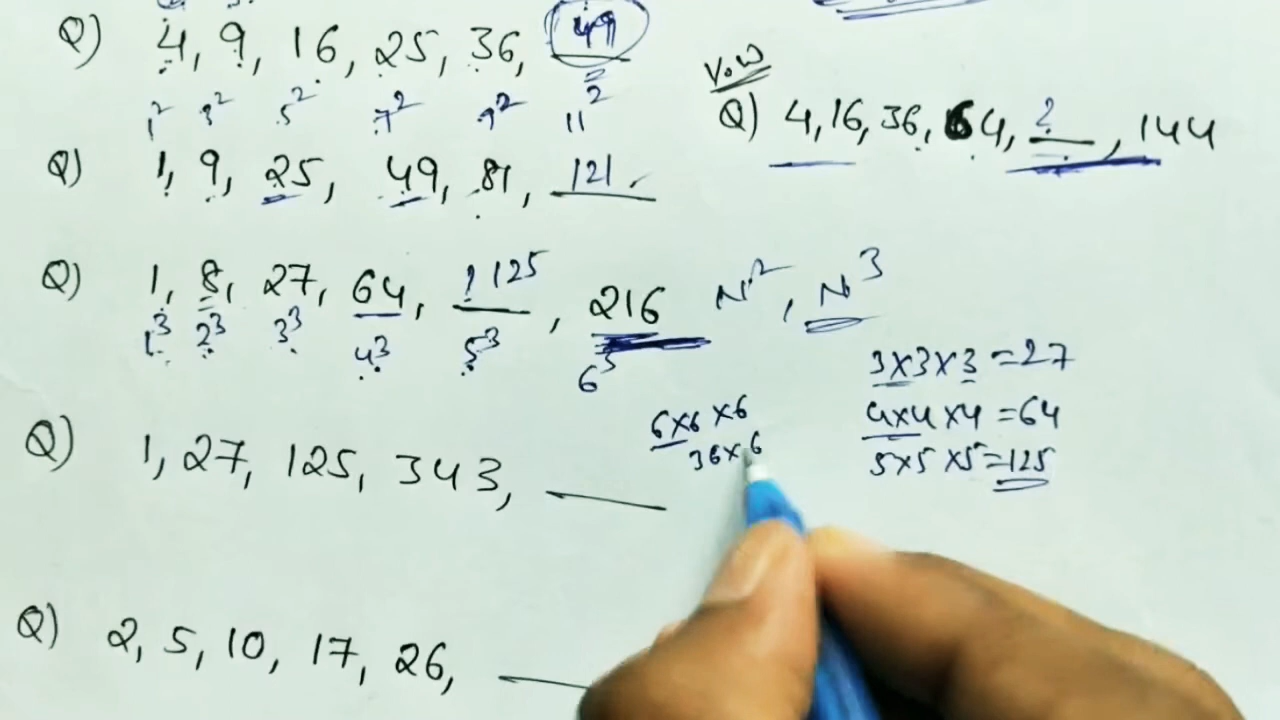 Q) 4, 9, 16, 25, 36, 49
1² 3² 5² 7² 9² 11²
Q) 1, 9, 25, 49, 81, 121
Q) 1, 8, 27, 64, ? 125, 216 N², N³
1³ 2³ 3³ 4³ 5³ 6³
Q) 1, 27, 125, 343,
Q) 2, 5, 10, 17, 26,
6×6×6
36×6
V.W
Q) 4, 16, 36, 64, ?, 144
3×3×3=27
4×4×4=64
5×5×5=125